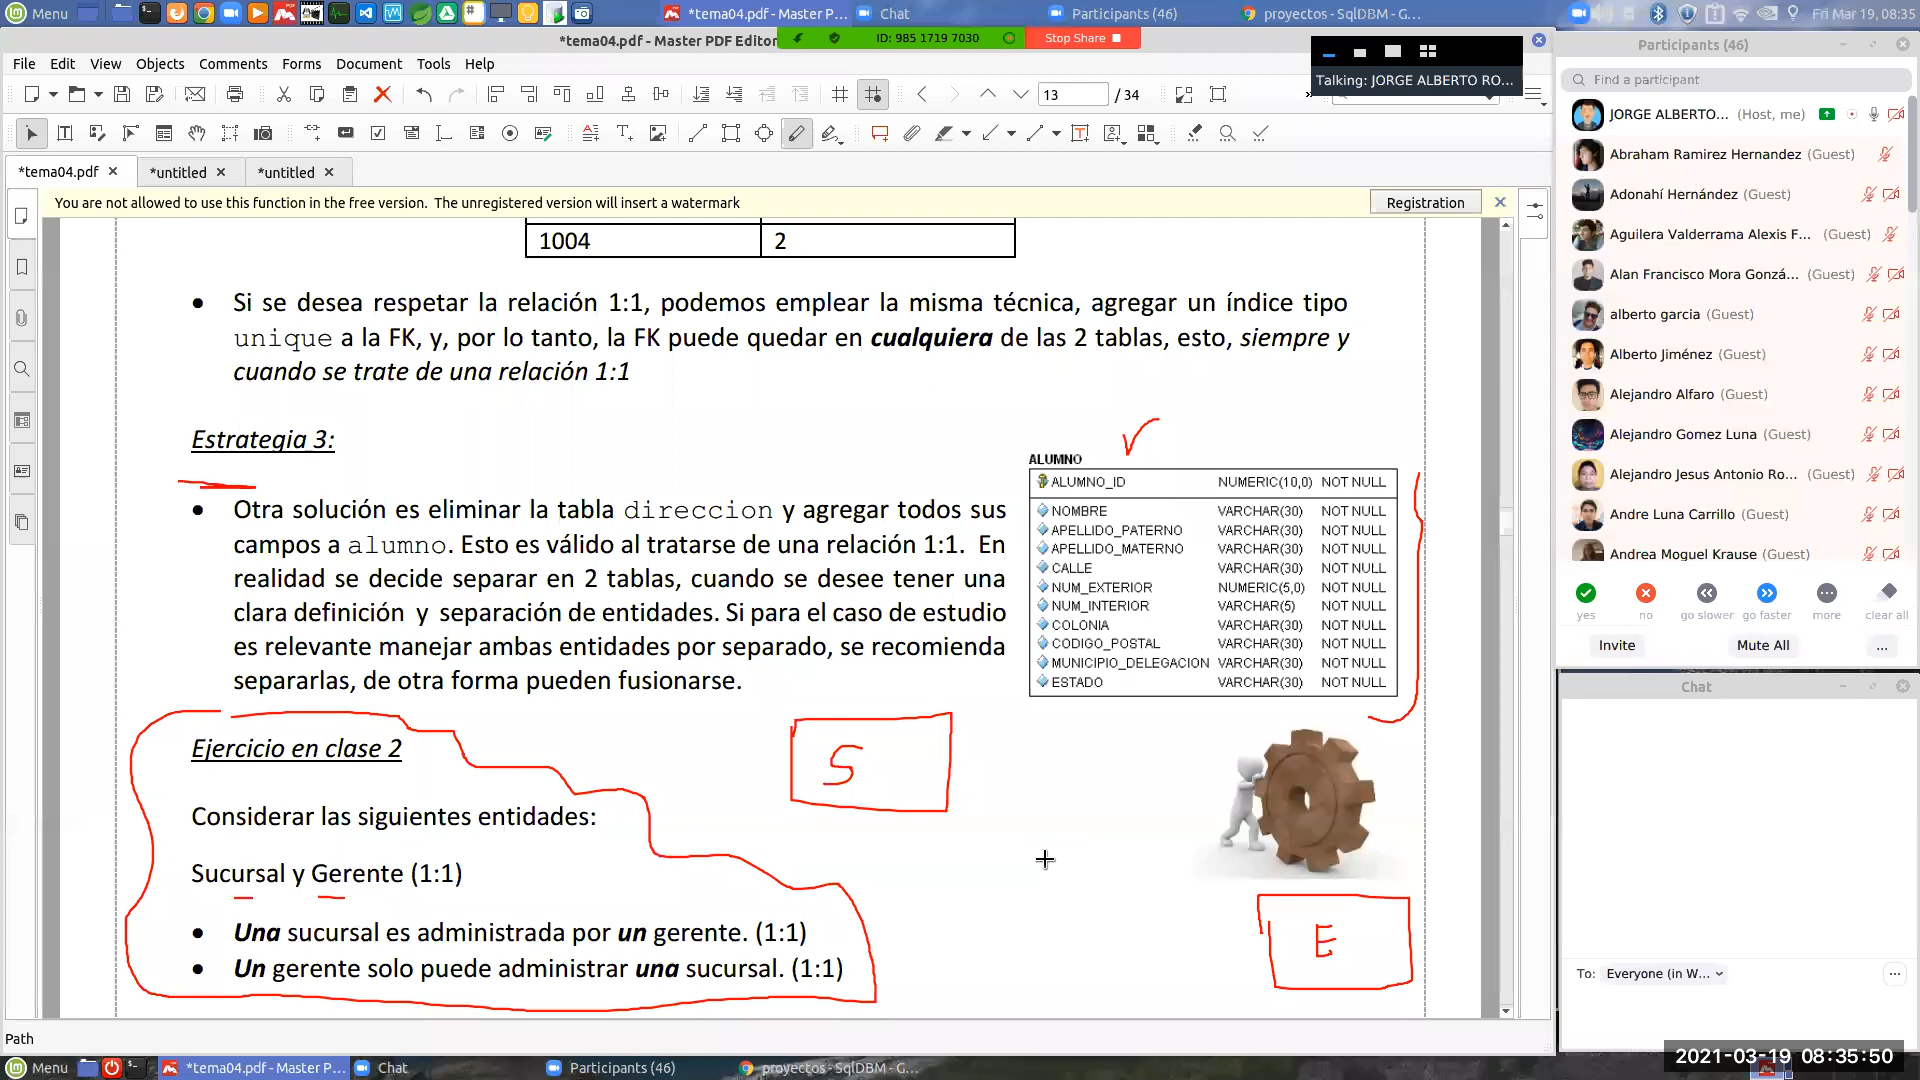 Menu
*tema04.pdf - Master P...
Chat
Participants (46)
proyectos - SqlDBM - G...
Fri Mar 19, 08:35
*tema04.pdf - Master PDF Editor
ID: 985 1719 7030
Stop Share
Talking: JORGE ALBERTO RO...
File Edit View Objects Comments Forms Document Tools Help
13 / 34
*tema04.pdf
*untitled
*untitled
You are not allowed to use this function in the free version. The unregistered version will insert a watermark
Registration
1004 2
Si se desea respetar la relación 1:1, podemos emplear la misma técnica, agregar un índice tipo
unique a la FK, y, por lo tanto, la FK puede quedar en cualquiera de las 2 tablas, esto, siempre y
cuando se trate de una relación 1:1
Estrategia 3:
Otra solución es eliminar la tabla direccion y agregar todos sus
campos a alumno. Esto es válido al tratarse de una relación 1:1. En
realidad se decide separar en 2 tablas, cuando se desee tener una
clara definición y separación de entidades. Si para el caso de estudio
es relevante manejar ambas entidades por separado, se recomienda
separarlas, de otra forma pueden fusionarse.
ALUMNO
ALUMNO_ID NUMERIC(10,0) NOT NULL
NOMBRE VARCHAR(30) NOT NULL
APELLIDO_PATERNO VARCHAR(30) NOT NULL
APELLIDO_MATERNO VARCHAR(30) NOT NULL
CALLE VARCHAR(30) NOT NULL
NUM_EXTERIOR NUMERIC(5,0) NOT NULL
NUM_INTERIOR VARCHAR(5) NOT NULL
COLONIA VARCHAR(30) NOT NULL
CODIGO_POSTAL VARCHAR(30) NOT NULL
MUNICIPIO_DELEGACION VARCHAR(30) NOT NULL
ESTADO VARCHAR(30) NOT NULL
Ejercicio en clase 2
S
Considerar las siguientes entidades:
Sucursal y Gerente (1:1)
Una sucursal es administrada por un gerente. (1:1)
Un gerente solo puede administrar una sucursal. (1:1)
E
Path
Participants (46)
Find a participant
JORGE ALBERTO... (Host, me)
Abraham Ramirez Hernandez (Guest)
Adonahí Hernández (Guest)
Aguilera Valderrama Alexis F... (Guest)
Alan Francisco Mora Gonzá... (Guest)
alberto garcia (Guest)
Alberto Jiménez (Guest)
Alejandro Alfaro (Guest)
Alejandro Gomez Luna (Guest)
Alejandro Jesus Antonio Ro... (Guest)
Andre Luna Carrillo (Guest)
Andrea Moguel Krause (Guest)
yes no go slower go faster more clear all
Invite Mute All ...
Chat
To: Everyone (in W...
Menu
*tema04.pdf - Master P...
Chat
Participants (46)
proyectos - SqlDBM - G...
2021-03-19 08:35:50